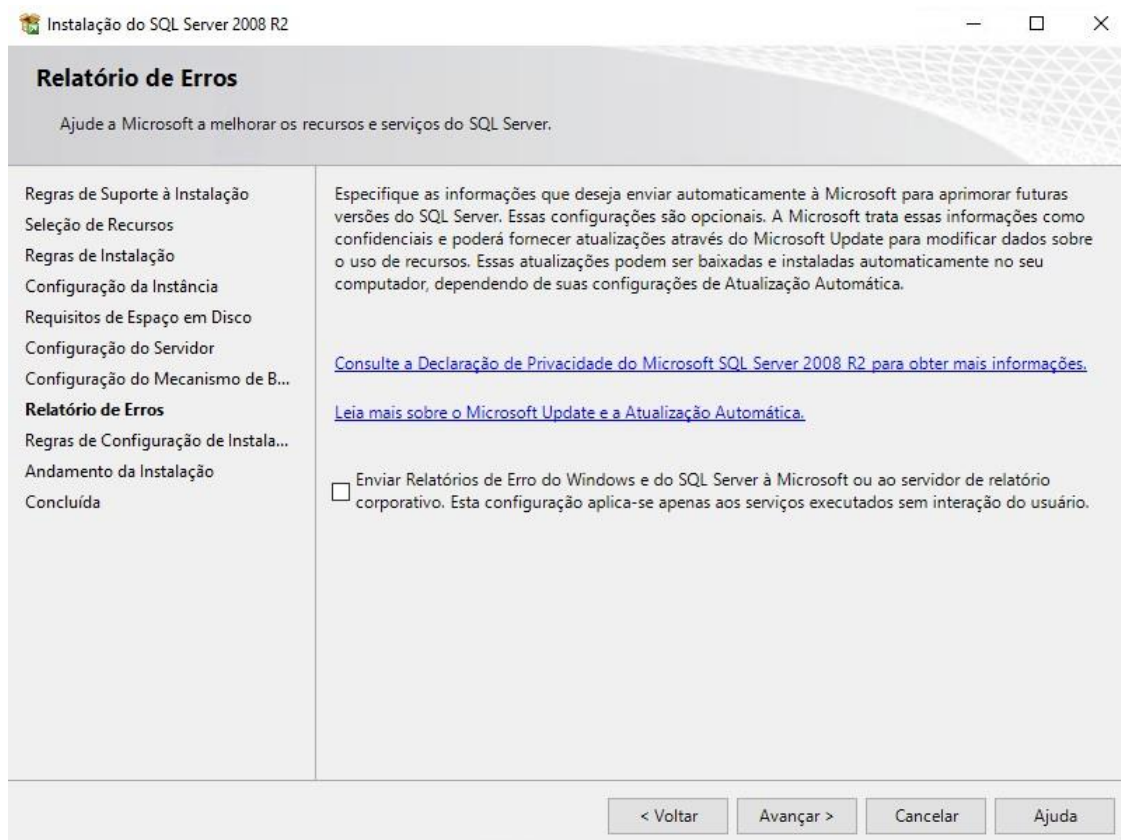 Instalação do SQL Server 2008 R2
Relatório de Erros
Ajude a Microsoft a melhorar os recursos e serviços do SQL Server.
Regras de Suporte à Instalação
Seleção de Recursos
Regras de Instalação
Configuração da Instância
Requisitos de Espaço em Disco
Configuração do Servidor
Configuração do Mecanismo de B...
Relatório de Erros
Regras de Configuração de Instala...
Andamento da Instalação
Concluída
Especifique as informações que deseja enviar automaticamente à Microsoft para aprimorar futuras
versões do SQL Server. Essas configurações são opcionais. A Microsoft trata essas informações como
confidenciais e poderá fornecer atualizações através do Microsoft Update para modificar dados sobre
o uso de recursos. Essas atualizações podem ser baixadas e instaladas automaticamente no seu
computador, dependendo de suas configurações de Atualização Automática.
Consulte a Declaração de Privacidade do Microsoft SQL Server 2008 R2 para obter mais informações.
Leia mais sobre o Microsoft Update e a Atualização Automática.
Enviar Relatórios de Erro do Windows e do SQL Server à Microsoft ou ao servidor de relatório
corporativo. Esta configuração aplica-se apenas aos serviços executados sem interação do usuário.
< Voltar
Avançar >
Cancelar
Ajuda